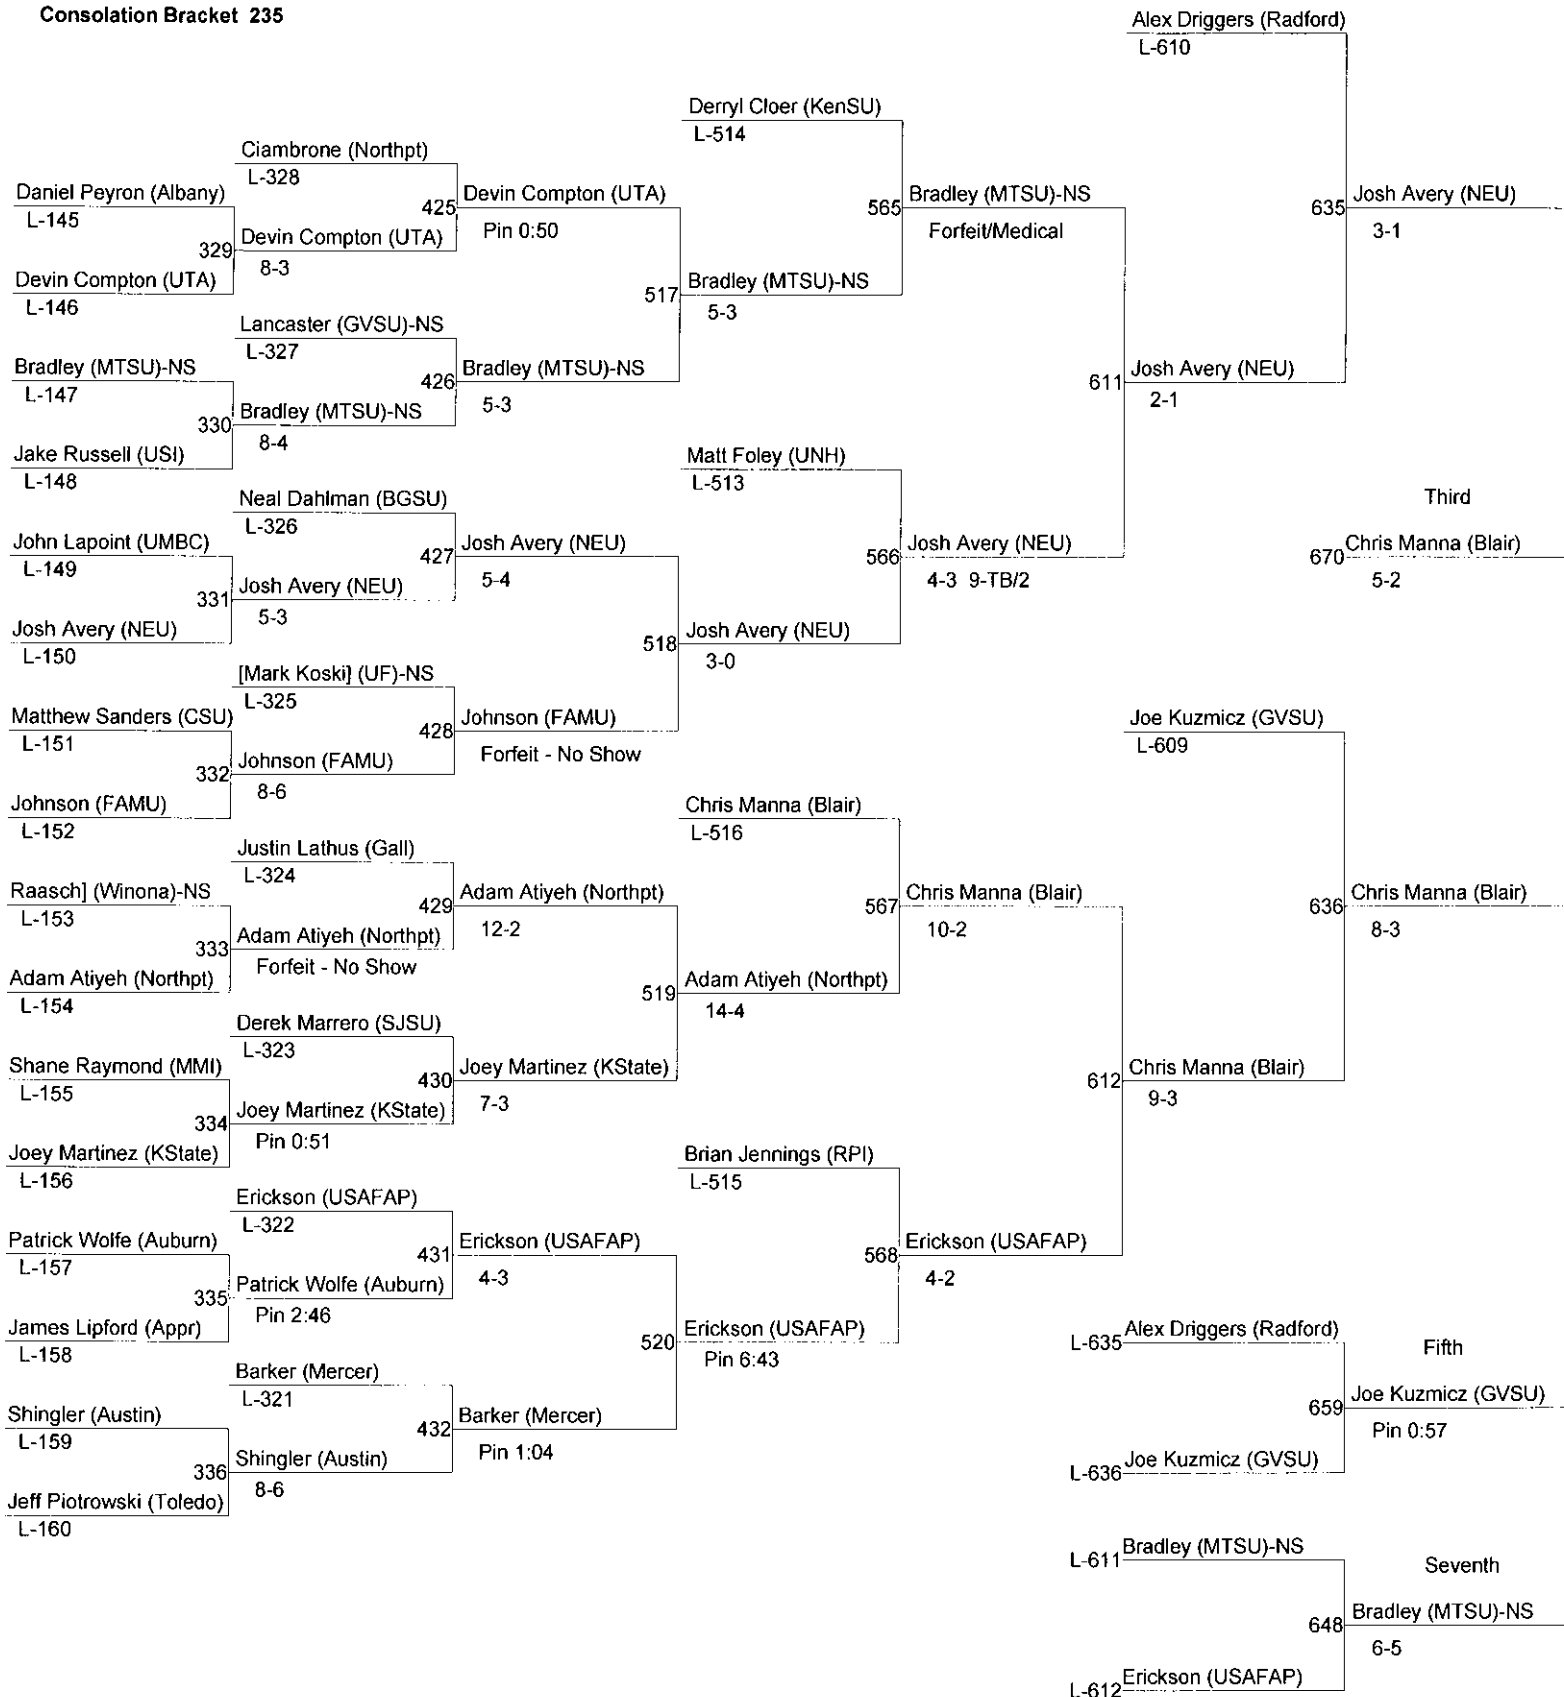 Consolation Bracket 235
Alex Driggers (Radford)
L-610
Derryl Cloer (KenSU)
L-514
Ciambrone (Northpt)
L-328
Daniel Peyron (Albany)
L-145
425 Devin Compton (UTA)
Pin 0:50
565 Bradley (MTSU)-NS
Forfeit/Medical
635 Josh Avery (NEU)
3-1
329 Devin Compton (UTA)
8-3
Devin Compton (UTA)
L-146
517 Bradley (MTSU)-NS
5-3
Lancaster (GVSU)-NS
L-327
Bradley (MTSU)-NS
L-147
426 Bradley (MTSU)-NS
5-3
611 Josh Avery (NEU)
2-1
330 Bradley (MTSU)-NS
8-4
Jake Russell (USI)
L-148
Matt Foley (UNH)
L-513
Neal Dahlman (BGSU)
L-326
Third
John Lapoint (UMBC)
L-149
427 Josh Avery (NEU)
5-4
566 Josh Avery (NEU)
4-3 9-TB/2
670 Chris Manna (Blair)
5-2
331 Josh Avery (NEU)
5-3
Josh Avery (NEU)
L-150
518 Josh Avery (NEU)
3-0
[Mark Koski] (UF)-NS
L-325
Matthew Sanders (CSU)
L-151
428 Johnson (FAMU)
Forfeit - No Show
Joe Kuzmicz (GVSU)
L-609
332 Johnson (FAMU)
8-6
Johnson (FAMU)
L-152
Chris Manna (Blair)
L-516
Justin Lathus (Gall)
L-324
Raasch] (Winona)-NS
L-153
429 Adam Atiyeh (Northpt)
12-2
567 Chris Manna (Blair)
10-2
636 Chris Manna (Blair)
8-3
333 Adam Atiyeh (Northpt)
Forfeit - No Show
Adam Atiyeh (Northpt)
L-154
519 Adam Atiyeh (Northpt)
14-4
Derek Marrero (SJSU)
L-323
Shane Raymond (MMI)
L-155
430 Joey Martinez (KState)
7-3
612 Chris Manna (Blair)
9-3
334 Joey Martinez (KState)
Pin 0:51
Joey Martinez (KState)
L-156
Brian Jennings (RPI)
L-515
Erickson (USAFAP)
L-322
Patrick Wolfe (Auburn)
L-157
431 Erickson (USAFAP)
4-3
568 Erickson (USAFAP)
4-2
335 Patrick Wolfe (Auburn)
Pin 2:46
James Lipford (Appr)
L-158
520 Erickson (USAFAP)
Pin 6:43
L-635 Alex Driggers (Radford)
Fifth
Barker (Mercer)
L-321
Shingler (Austin)
L-159
432 Barker (Mercer)
Pin 1:04
659 Joe Kuzmicz (GVSU)
Pin 0:57
336 Shingler (Austin)
8-6
L-636 Joe Kuzmicz (GVSU)
Jeff Piotrowski (Toledo)
L-160
L-611 Bradley (MTSU)-NS
Seventh
648 Bradley (MTSU)-NS
6-5
L-612 Erickson (USAFAP)